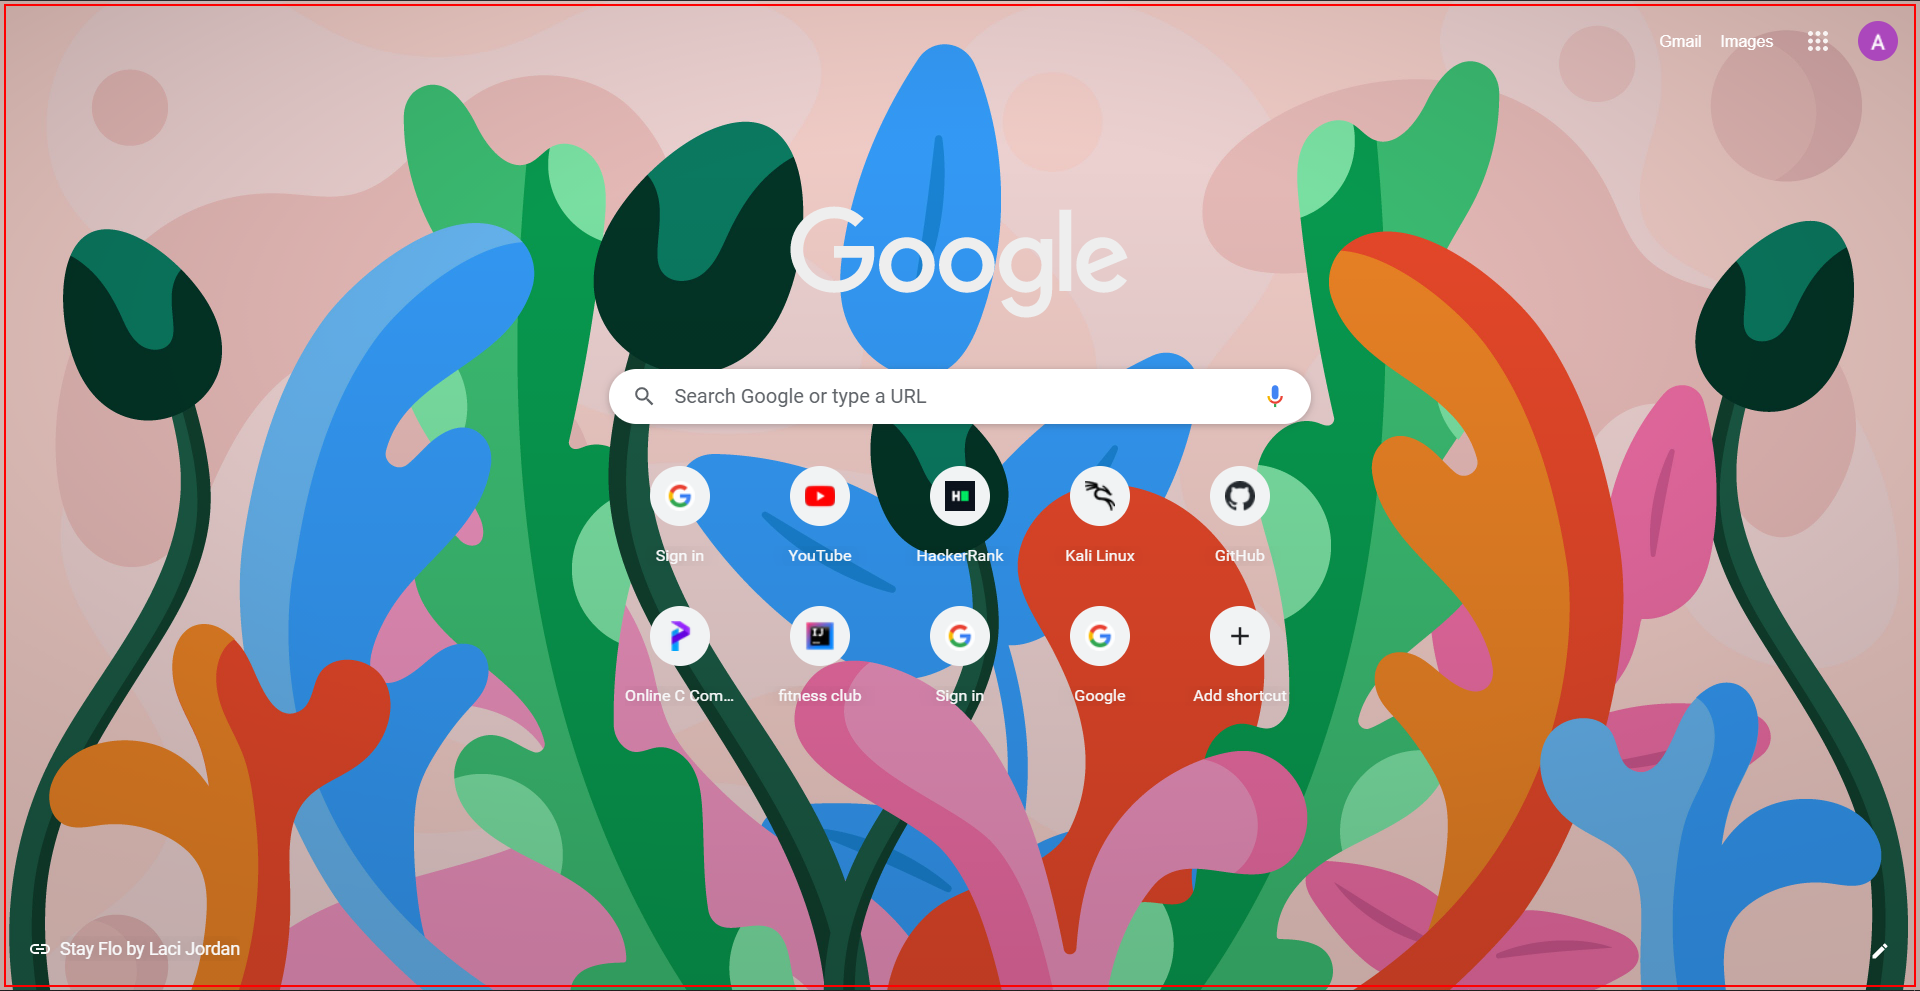 Gmail Images A
Google
Search Google or type a URL
Sign in YouTube HackerRank Kali Linux GitHub
Online C Com... fitness club Sign in Google Add shortcut
Stay Flo by Laci Jordan